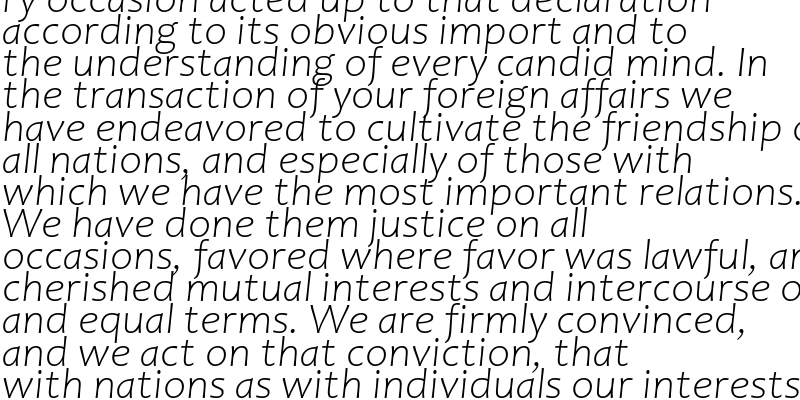 ry occasion acted up to that declaration
according to its obvious import and to
the understanding of every candid mind. In
the transaction of your foreign affairs we
have endeavored to cultivate the friendship
all nations, and especially of those with
which we have the most important relations.
We have done them justice on all
occasions, favored where favor was lawful, an
cherished mutual interests and intercourse o
and equal terms. We are firmly convinced,
and we act on that conviction, that
with nations as with individuals our interests